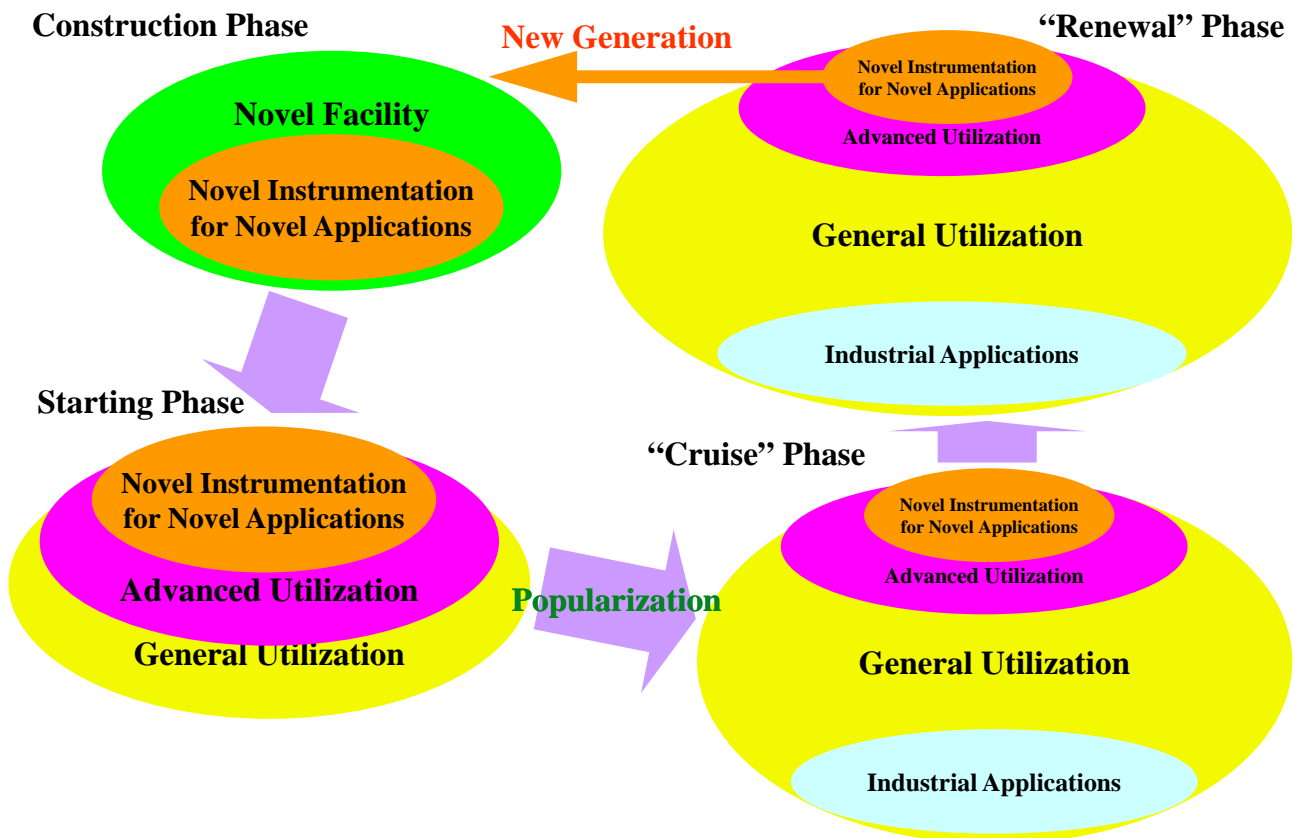 Construction Phase
New Generation
“Renewal” Phase
Novel Facility
Novel Instrumentation
for Novel Applications
Novel Instrumentation
for Novel Applications
Advanced Utilization
General Utilization
Industrial Applications
Starting Phase
Novel Instrumentation
for Novel Applications
Advanced Utilization
General Utilization
Popularization
“Cruise” Phase
Novel Instrumentation
for Novel Applications
Advanced Utilization
General Utilization
Industrial Applications